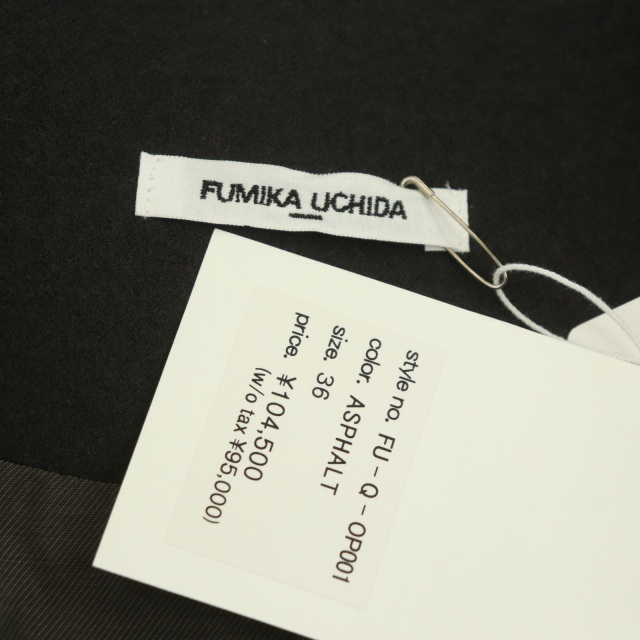 FUMIKA UCHIDA
style no. FU-Q-OP001
color. ASPHALT
size. 36
price. ¥104,500
(w/o tax ¥95,000)